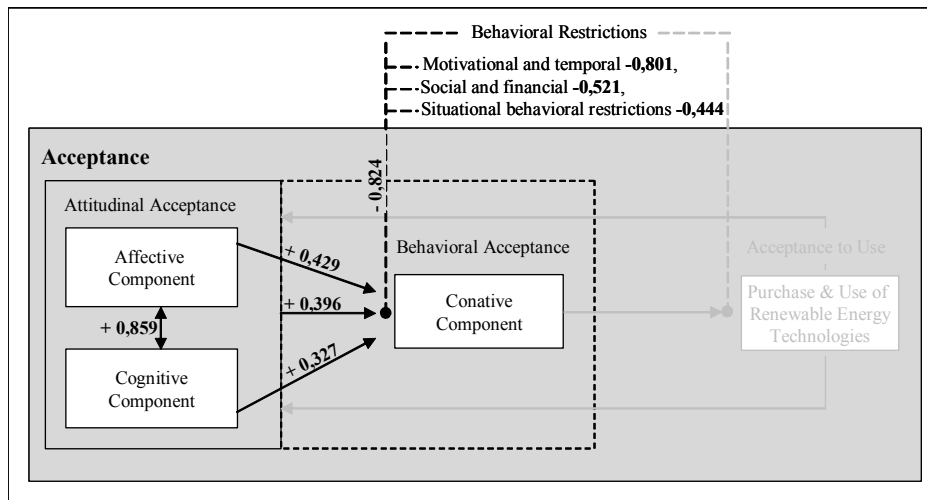 Behavioral Restrictions
Motivational and temporal -0,801,
Social and financial -0,521,
Situational behavioral restrictions -0,444
Acceptance
- 0,824
Attitudinal Acceptance
Affective
Component
+ 0,859
Cognitive
Component
+ 0,429
+ 0,396
+ 0,327
Behavioral Acceptance
Conative
Component
Acceptance to Use
Purchase & Use of
Renewable Energy
Technologies